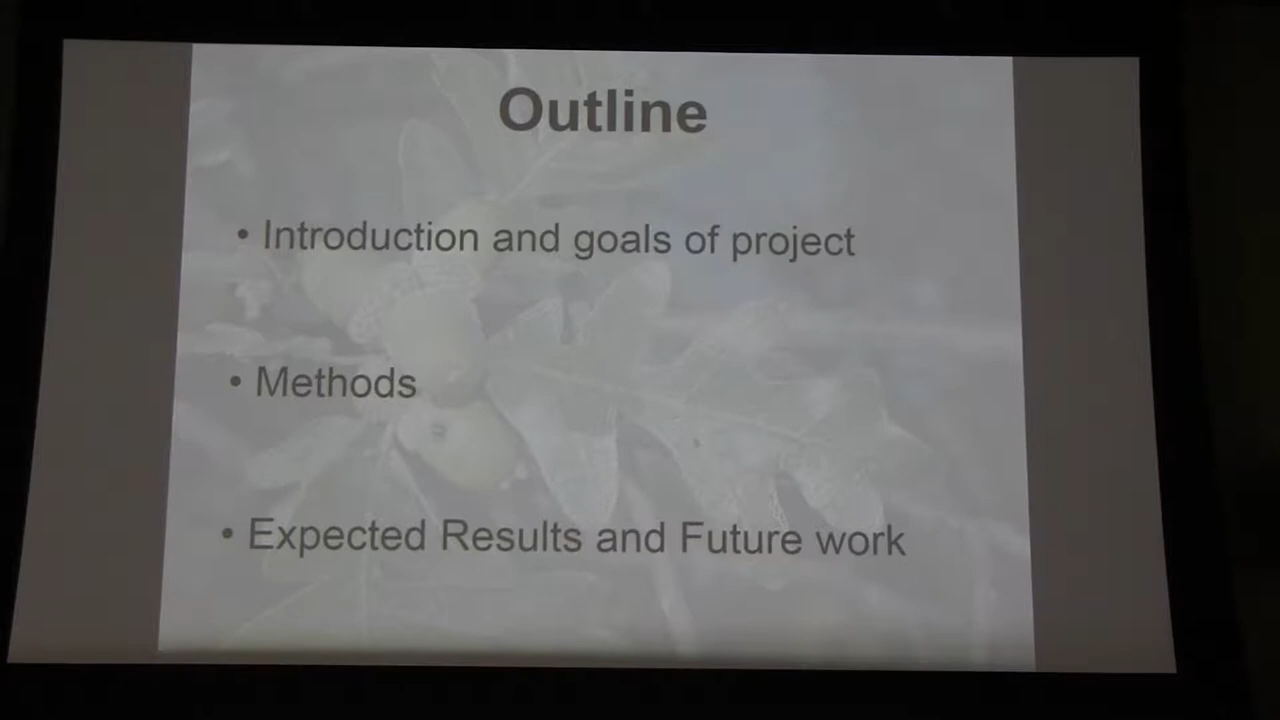 Outline
• Introduction and goals of project
• Methods
• Expected Results and Future work